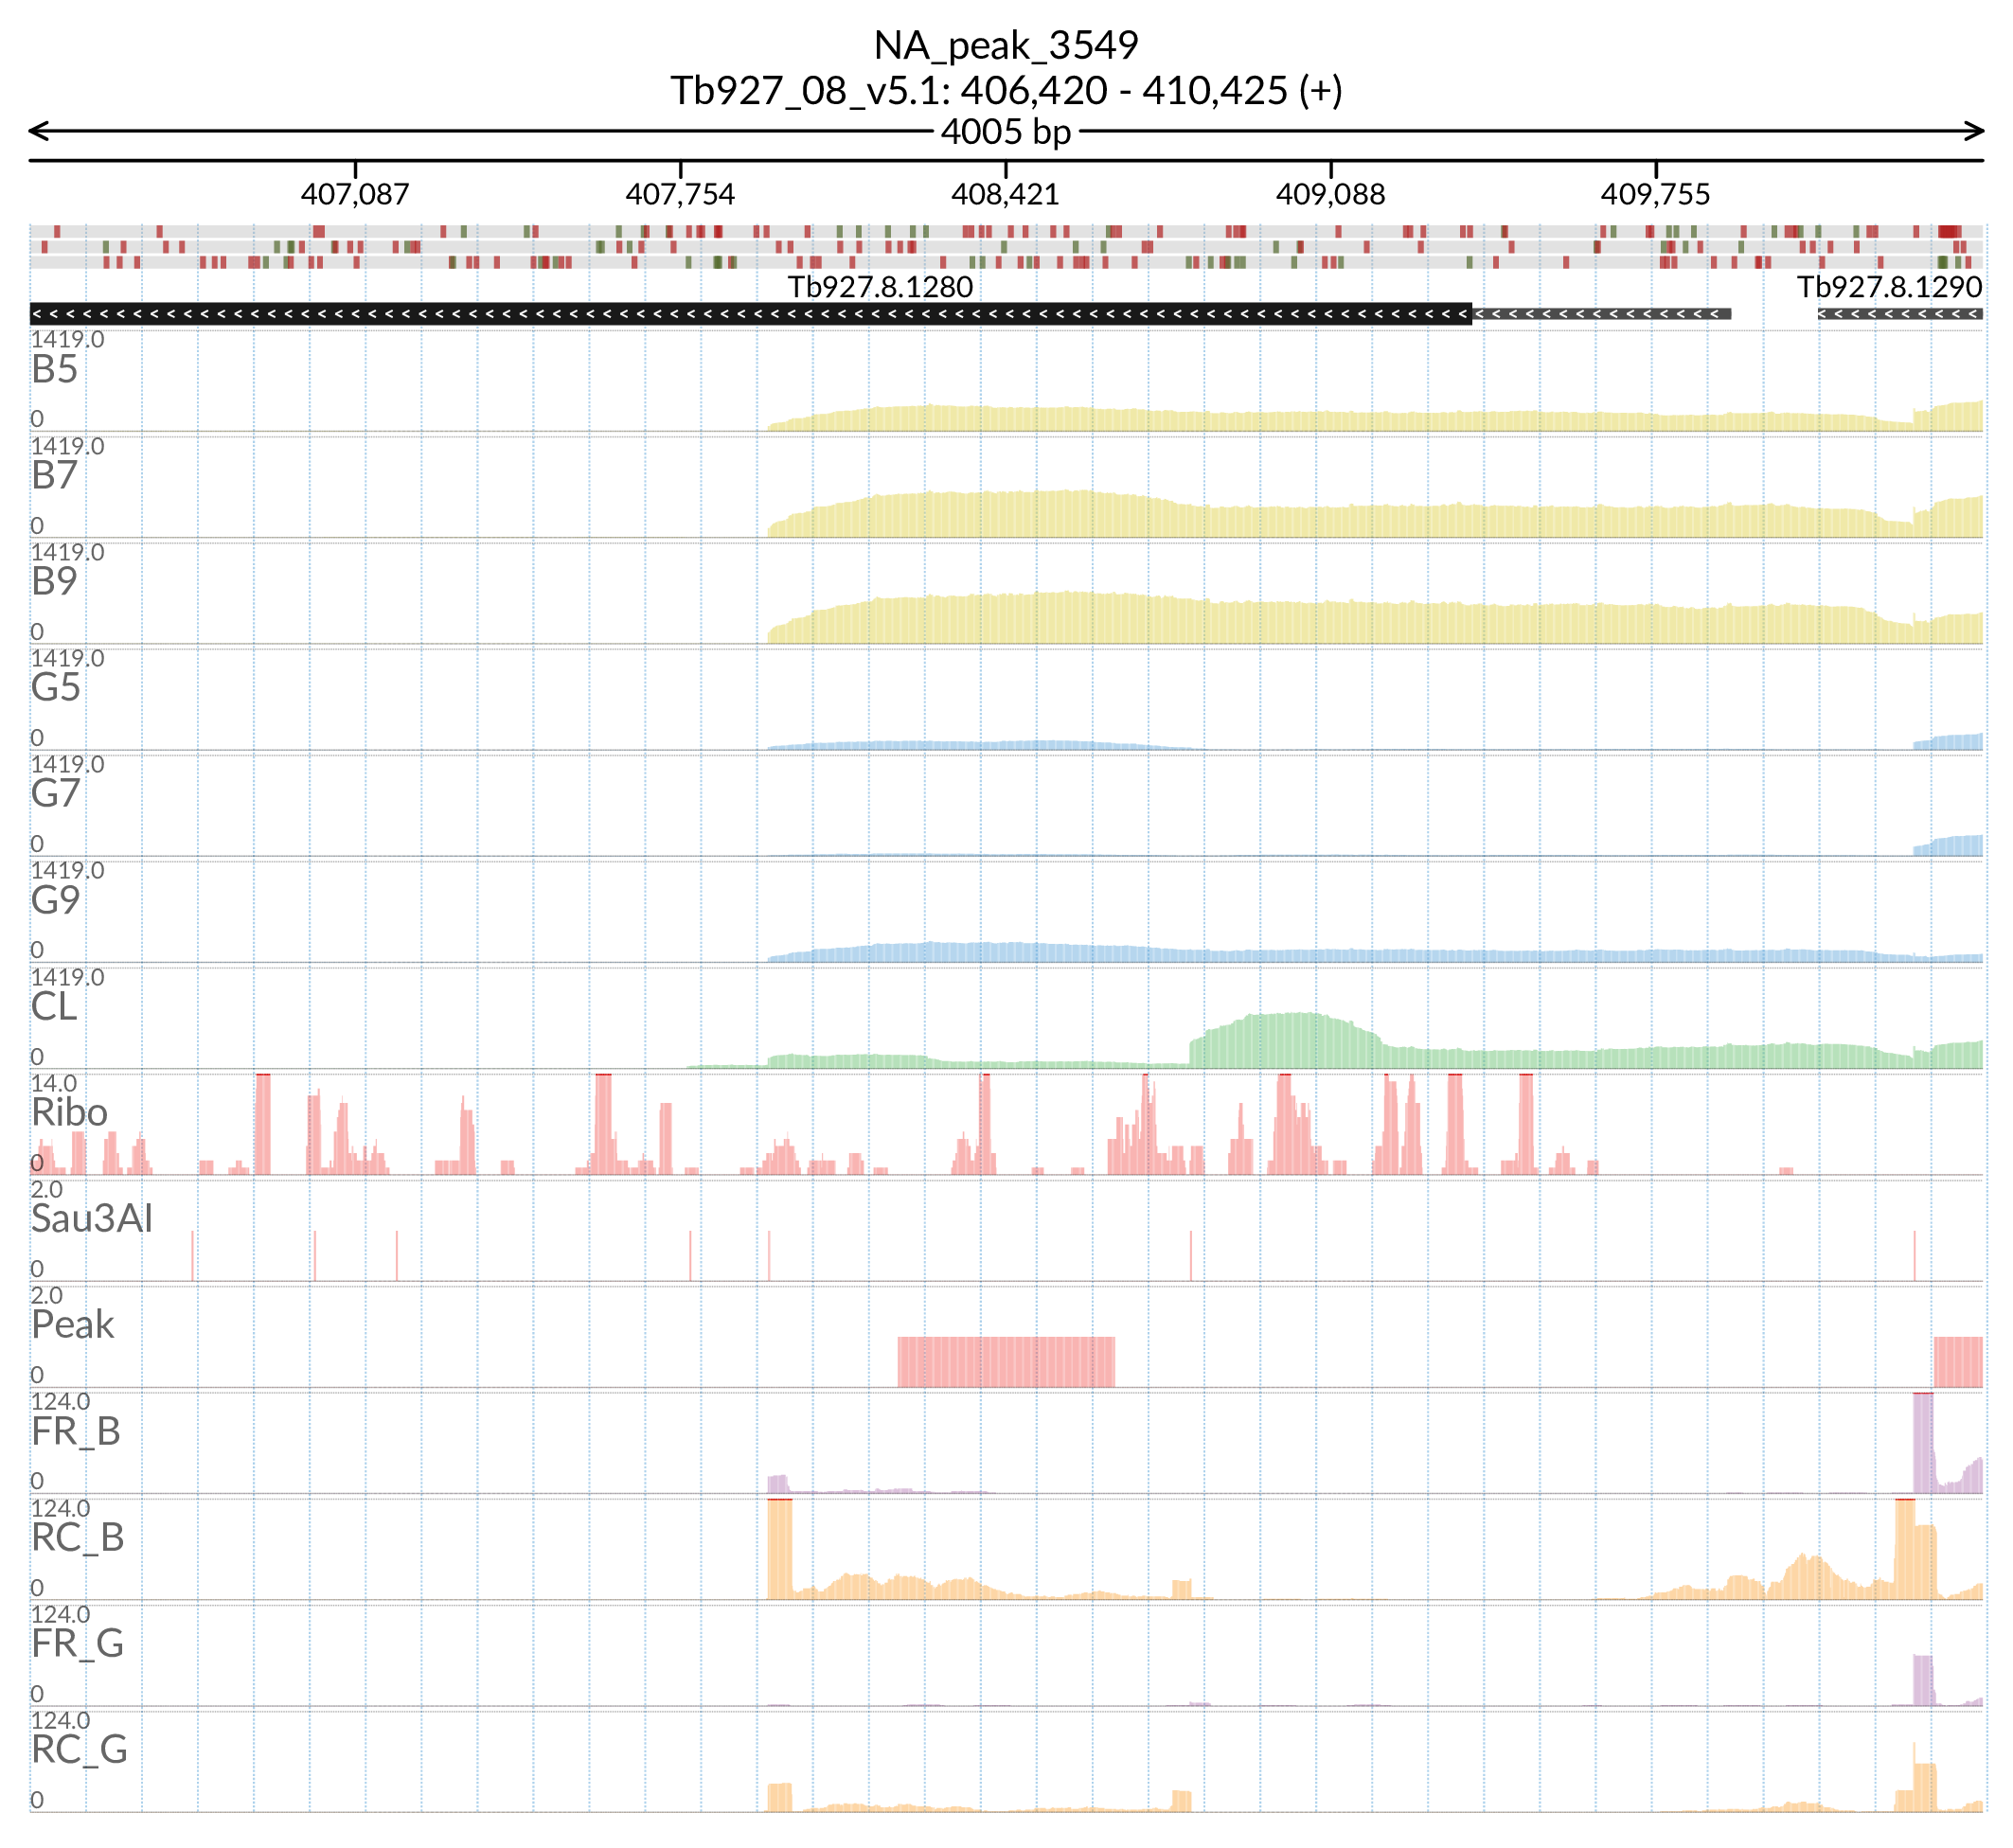 NA_peak_3549
Tb927_08_v5.1: 406,420 - 410,425 (+)
4005 bp
407,087 407,754 408,421 409,088 409,755
Tb927.8.1280 Tb927.8.1290
1419.0
B5
0
1419.0
B7
0
1419.0
B9
0
1419.0
G5
0
1419.0
G7
0
1419.0
G9
0
1419.0
CL
0
14.0
Ribo
0
2.0
Sau3AI
0
2.0
Peak
0
124.0
FR_B
0
124.0
RC_B
0
124.0
FR_G
0
124.0
RC_G
0